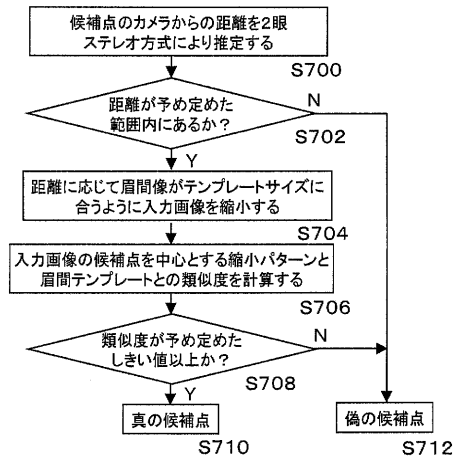 候補点のカメラからの距離を2眼
ステレオ方式により推定する
S700
距離が予め定めた
範囲内にあるか？
N
S702
Y
距離に応じて眉間像がテンプレートサイズに
合うように入力画像を縮小する
S704
入力画像の候補点を中心とする縮小パターンと
眉間テンプレートとの類似度を計算する
S706
類似度が予め定めた
しきい値以上か？
N
S708
Y
真の候補点
S710
偽の候補点
S712